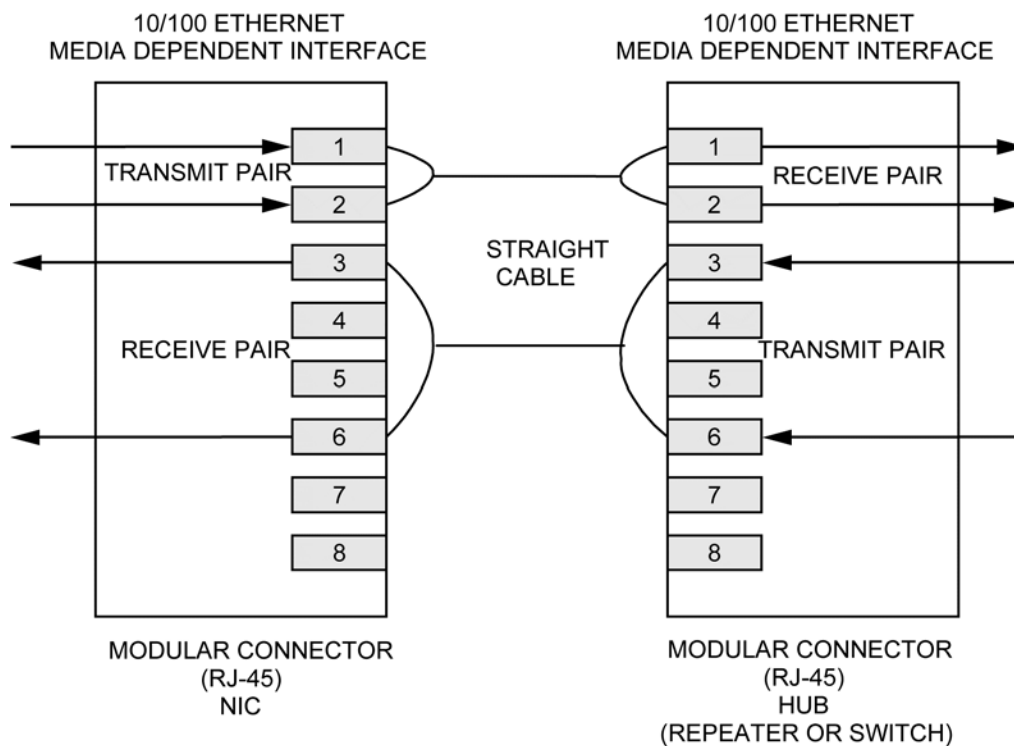 10/100 ETHERNET
MEDIA DEPENDENT INTERFACE
10/100 ETHERNET
MEDIA DEPENDENT INTERFACE
1
TRANSMIT PAIR
2
3
4
RECEIVE PAIR
5
6
7
8
STRAIGHT
CABLE
1
RECEIVE PAIR
2
3
4
TRANSMIT PAIR
5
6
7
8
MODULAR CONNECTOR
(RJ-45)
NIC
MODULAR CONNECTOR
(RJ-45)
HUB
(REPEATER OR SWITCH)